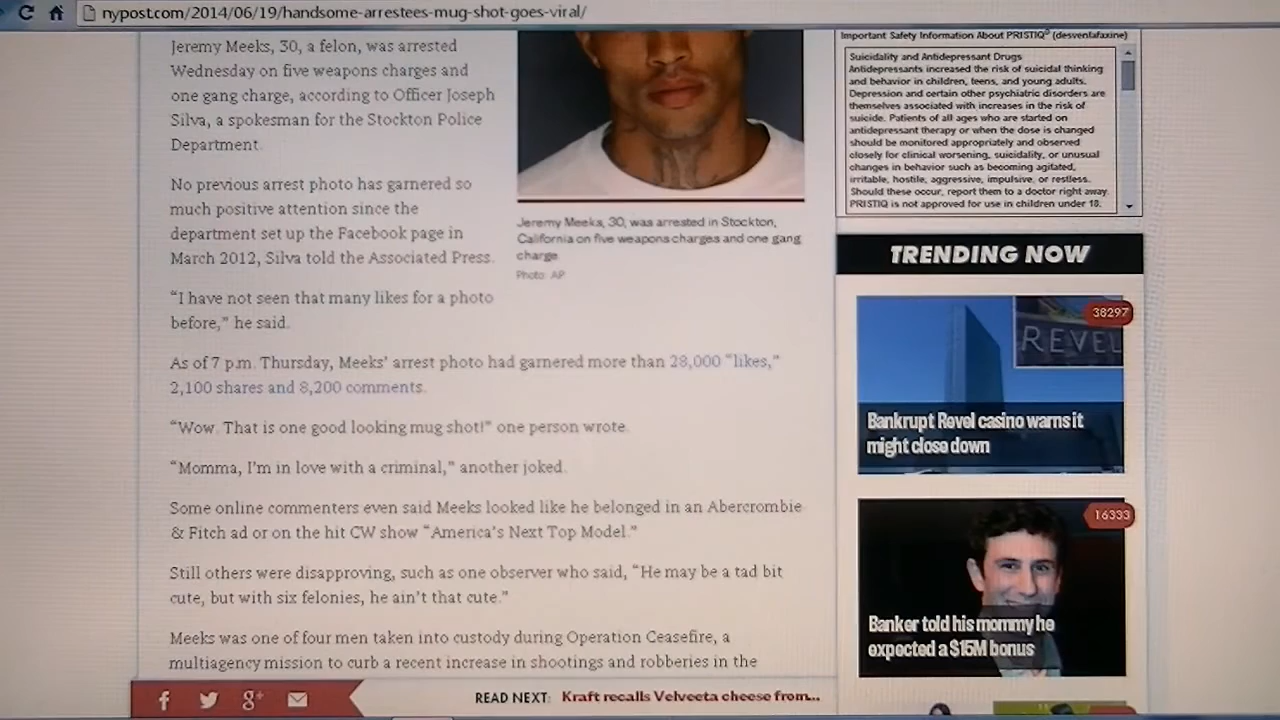 nypost.com/2014/06/19/handsome-arrestees-mug-shot-goes-viral/
Jeremy Meeks, 30, a felon, was arrested
Wednesday on five weapons charges and
one gang charge, according to Officer Joseph
Silva, a spokesman for the Stockton Police
Department.
No previous arrest photo has garnered so
much positive attention since the
department set up the Facebook page in
March 2012, Silva told the Associated Press.
“I have not seen that many likes for a photo
before,” he said.
As of 7 p.m. Thursday, Meeks’ arrest photo had garnered more than 28,000 “likes,”
2,100 shares and 8,200 comments.
“Wow. That is one good looking mug shot!” one person wrote.
“Momma, I’m in love with a criminal,” another joked.
Some online commenters even said Meeks looked like he belonged in an Abercrombie
& Fitch ad or on the hit CW show “America’s Next Top Model.”
Still others were disapproving, such as one observer who said, “He may be a tad bit
cute, but with six felonies, he ain’t that cute.”
Meeks was one of four men taken into custody during Operation Ceasefire, a
multiagency mission to curb a recent increase in shootings and robberies in the
Jeremy Meeks, 30, was arrested in Stockton,
California on five weapons charges and one gang
charge
Photo: AP
Important Safety Information About PRISTIQ® (desvenlafaxine)
Suicidality and Antidepressant Drugs
Antidepressants increased the risk of suicidal thinking
and behavior in children, teens, and young adults.
Depression and certain other psychiatric disorders are
themselves associated with increases in the risk of
suicide. Patients of all ages who are started on
antidepressant therapy or when the dose is changed
should be monitored appropriately and observed
closely for clinical worsening, suicidality, or unusual
changes in behavior such as becoming agitated,
irritable, hostile, aggressive, impulsive, or restless.
Should these occur, report them to a doctor right away.
PRISTIQ is not approved for use in children under 18.
TRENDING NOW
38297
REVEL
Bankrupt Revel casino warns it
might close down
16333
Banker told his mommy he
expected a $15M bonus
f
g+
READ NEXT: Kraft recalls Velveeta cheese from...